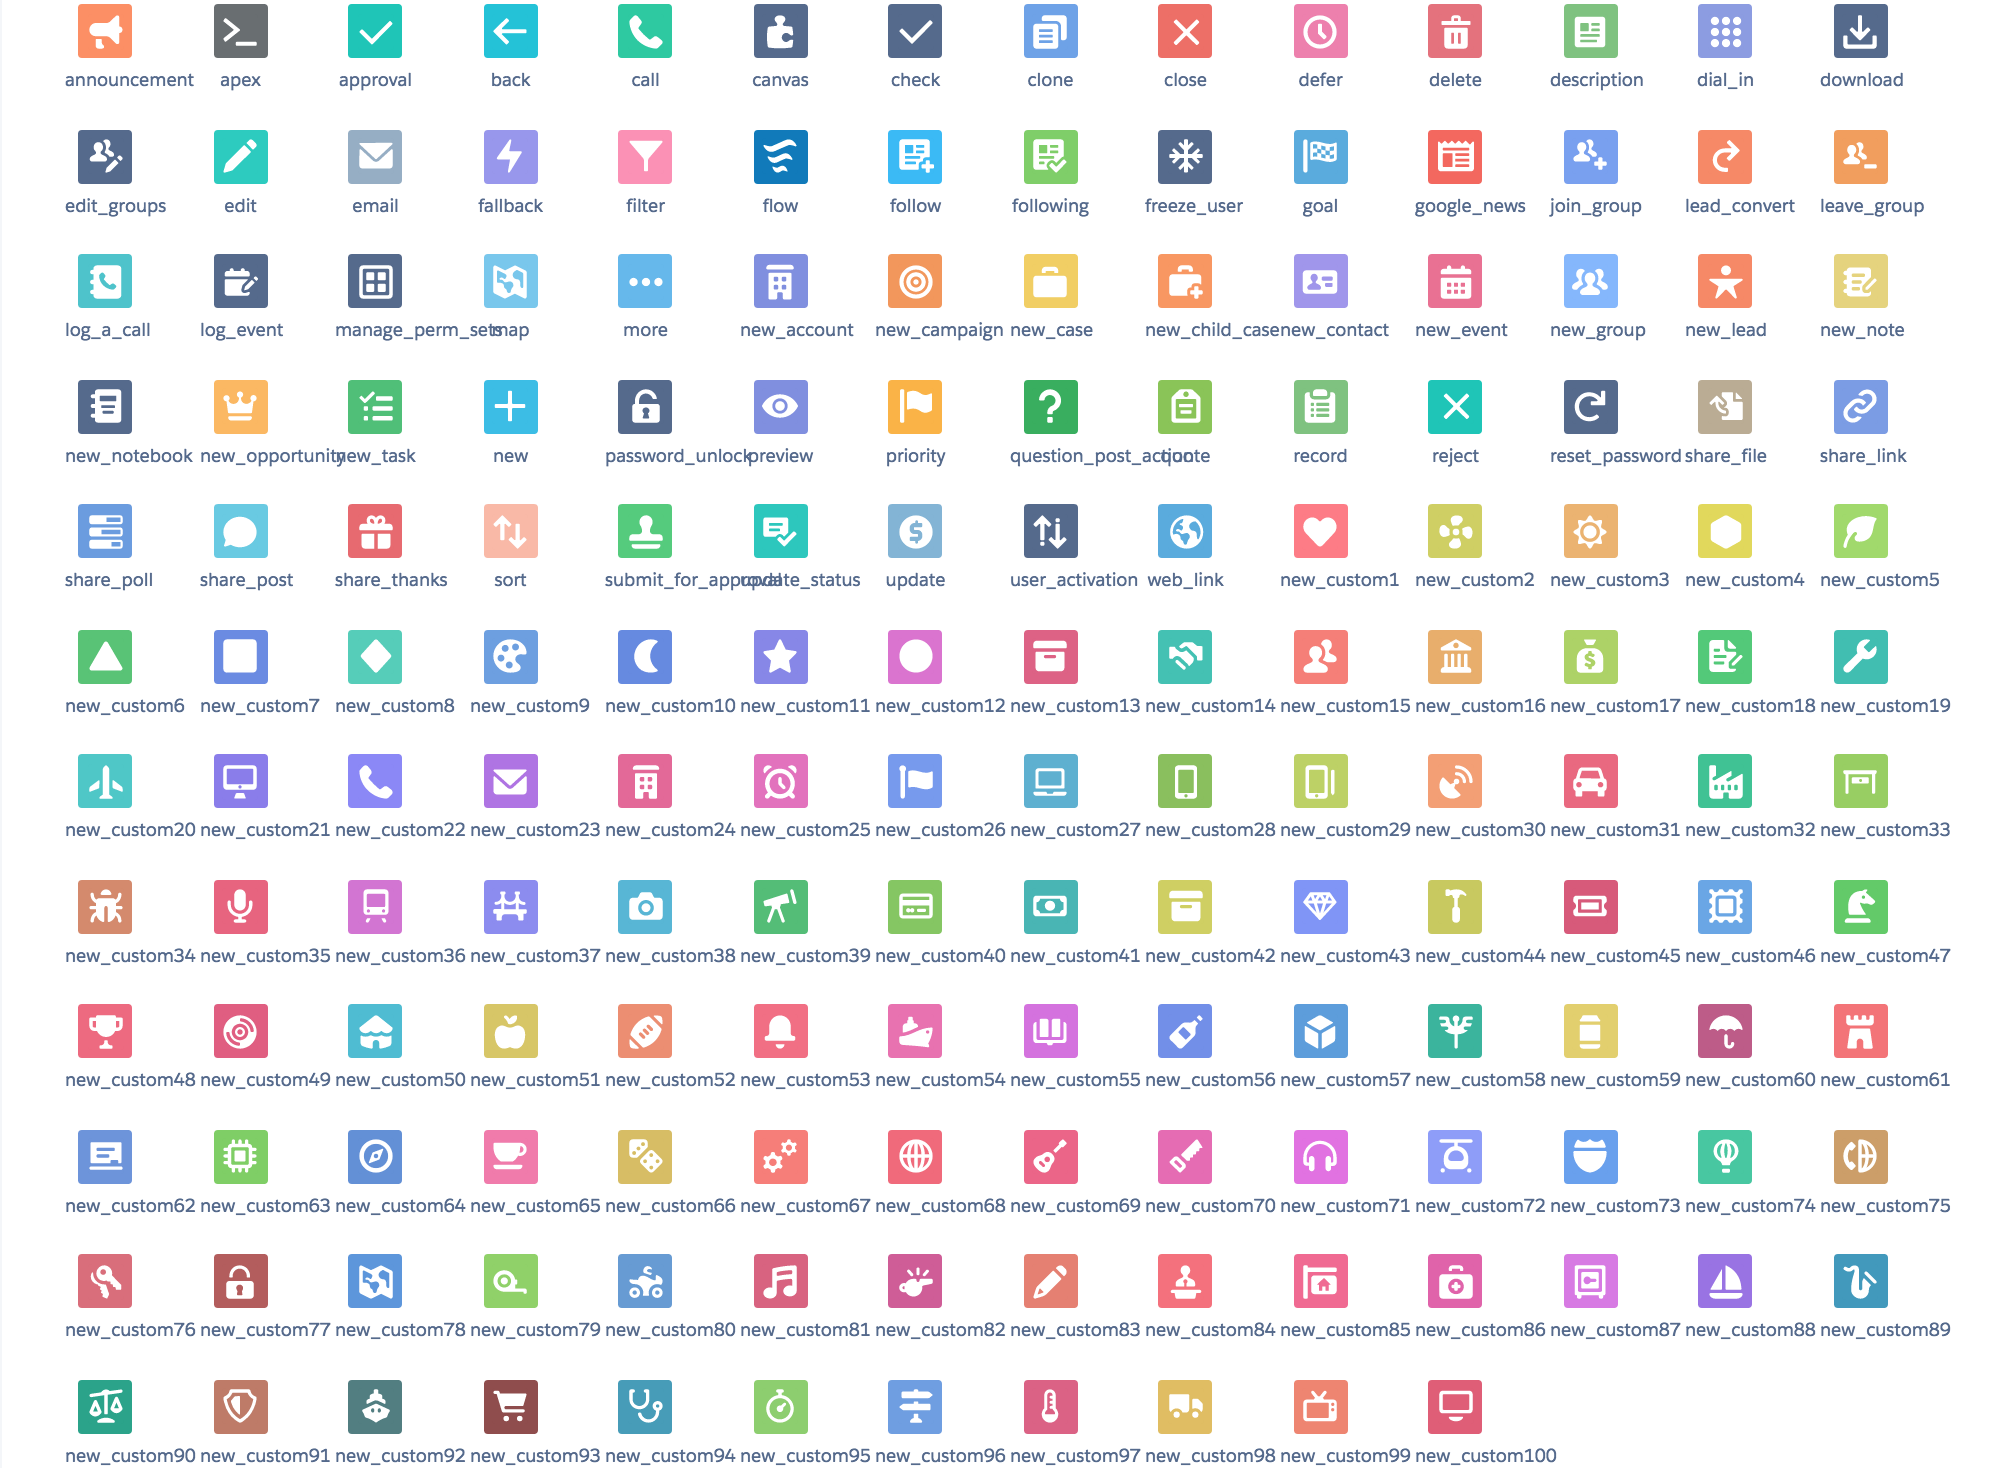 announcement apex approval back call canvas check clone close defer delete description dial_in download
edit_groups edit email fallback filter flow follow following freeze_user goal google_news join_group lead_convert leave_group
log_a_call log_event manage_perm_sets map more new_account new_campaign new_case new_child_case new_contact new_event new_group new_lead new_note
new_notebook new_opportunity new_task new password_unlock preview priority question_post_action quote record reject reset_password share_file share_link
share_poll share_post share_thanks sort submit_for_approval update_status update user_activation web_link new_custom1 new_custom2 new_custom3 new_custom4 new_custom5
new_custom6 new_custom7 new_custom8 new_custom9 new_custom10 new_custom11 new_custom12 new_custom13 new_custom14 new_custom15 new_custom16 new_custom17 new_custom18 new_custom19
new_custom20 new_custom21 new_custom22 new_custom23 new_custom24 new_custom25 new_custom26 new_custom27 new_custom28 new_custom29 new_custom30 new_custom31 new_custom32 new_custom33
new_custom34 new_custom35 new_custom36 new_custom37 new_custom38 new_custom39 new_custom40 new_custom41 new_custom42 new_custom43 new_custom44 new_custom45 new_custom46 new_custom47
new_custom48 new_custom49 new_custom50 new_custom51 new_custom52 new_custom53 new_custom54 new_custom55 new_custom56 new_custom57 new_custom58 new_custom59 new_custom60 new_custom61
new_custom62 new_custom63 new_custom64 new_custom65 new_custom66 new_custom67 new_custom68 new_custom69 new_custom70 new_custom71 new_custom72 new_custom73 new_custom74 new_custom75
new_custom76 new_custom77 new_custom78 new_custom79 new_custom80 new_custom81 new_custom82 new_custom83 new_custom84 new_custom85 new_custom86 new_custom87 new_custom88 new_custom89
new_custom90 new_custom91 new_custom92 new_custom93 new_custom94 new_custom95 new_custom96 new_custom97 new_custom98 new_custom99 new_custom100